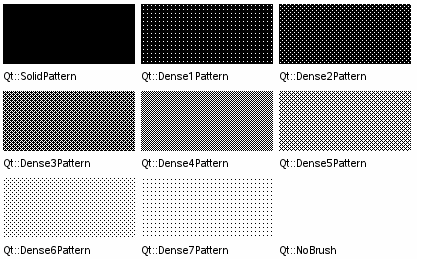 Qt::SolidPattern Qt::Dense1Pattern Qt::Dense2Pattern
Qt::Dense3Pattern Qt::Dense4Pattern Qt::Dense5Pattern
Qt::Dense6Pattern Qt::Dense7Pattern Qt::NoBrush